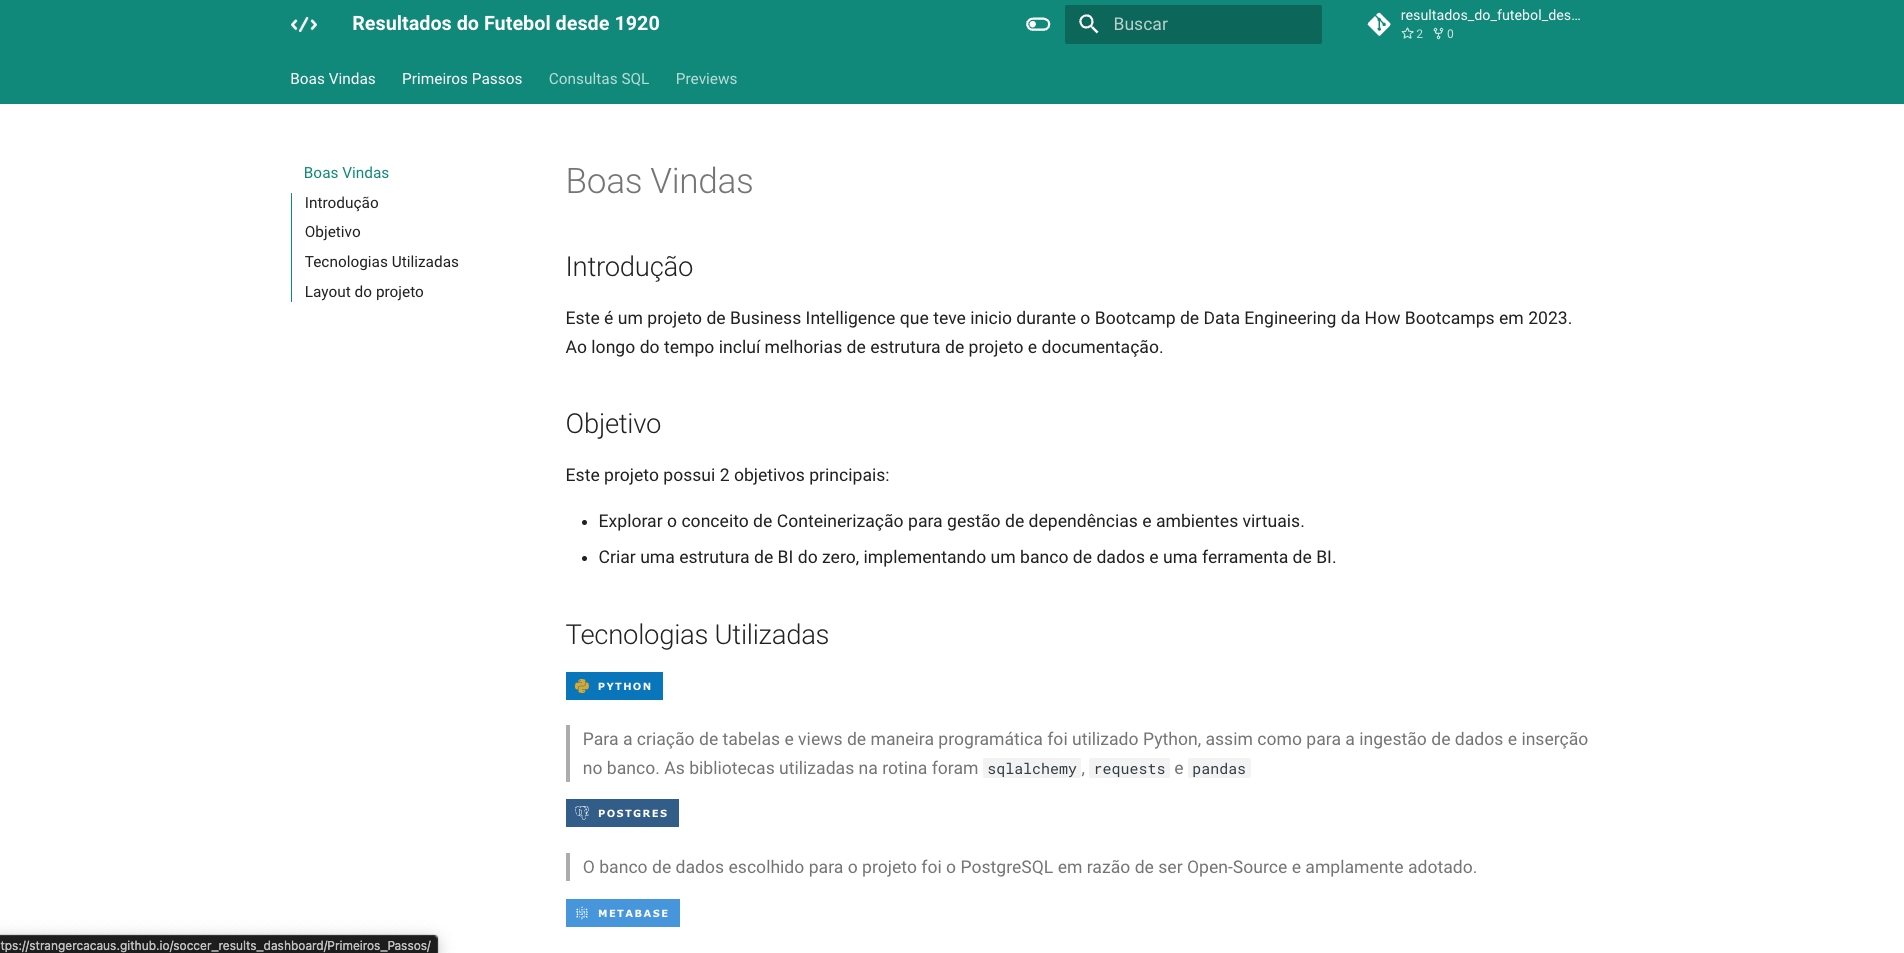 Resultados do Futebol desde 1920
Buscar
resultados_do_futebol_des...
2 0
Boas Vindas Primeiros Passos Consultas SQL Previews
Boas Vindas
Introdução
Objetivo
Tecnologias Utilizadas
Layout do projeto
Boas Vindas
Introdução
Este é um projeto de Business Intelligence que teve inicio durante o Bootcamp de Data Engineering da How Bootcamps em 2023.
Ao longo do tempo incluí melhorias de estrutura de projeto e documentação.
Objetivo
Este projeto possui 2 objetivos principais:
• Explorar o conceito de Conteinerização para gestão de dependências e ambientes virtuais.
• Criar uma estrutura de BI do zero, implementando um banco de dados e uma ferramenta de BI.
Tecnologias Utilizadas
PYTHON
Para a criação de tabelas e views de maneira programática foi utilizado Python, assim como para a ingestão de dados e inserção
no banco. As bibliotecas utilizadas na rotina foram sqlalchemy, requests e pandas
POSTGRES
O banco de dados escolhido para o projeto foi o PostgreSQL em razão de ser Open-Source e amplamente adotado.
METABASE
tps://strangercacaus.github.io/soccer_results_dashboard/Primeiros_Passos/